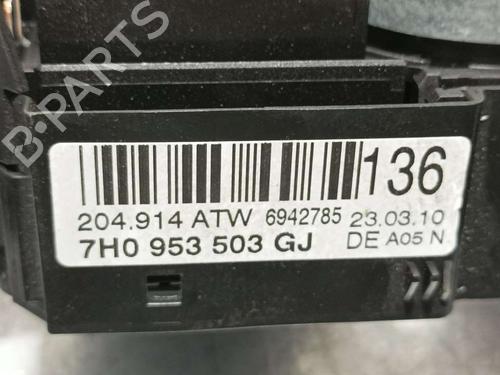 B-PARTS
136
204.914 ATW 6942785 23.03.10
7H0 953 503 GJ DE A05 N